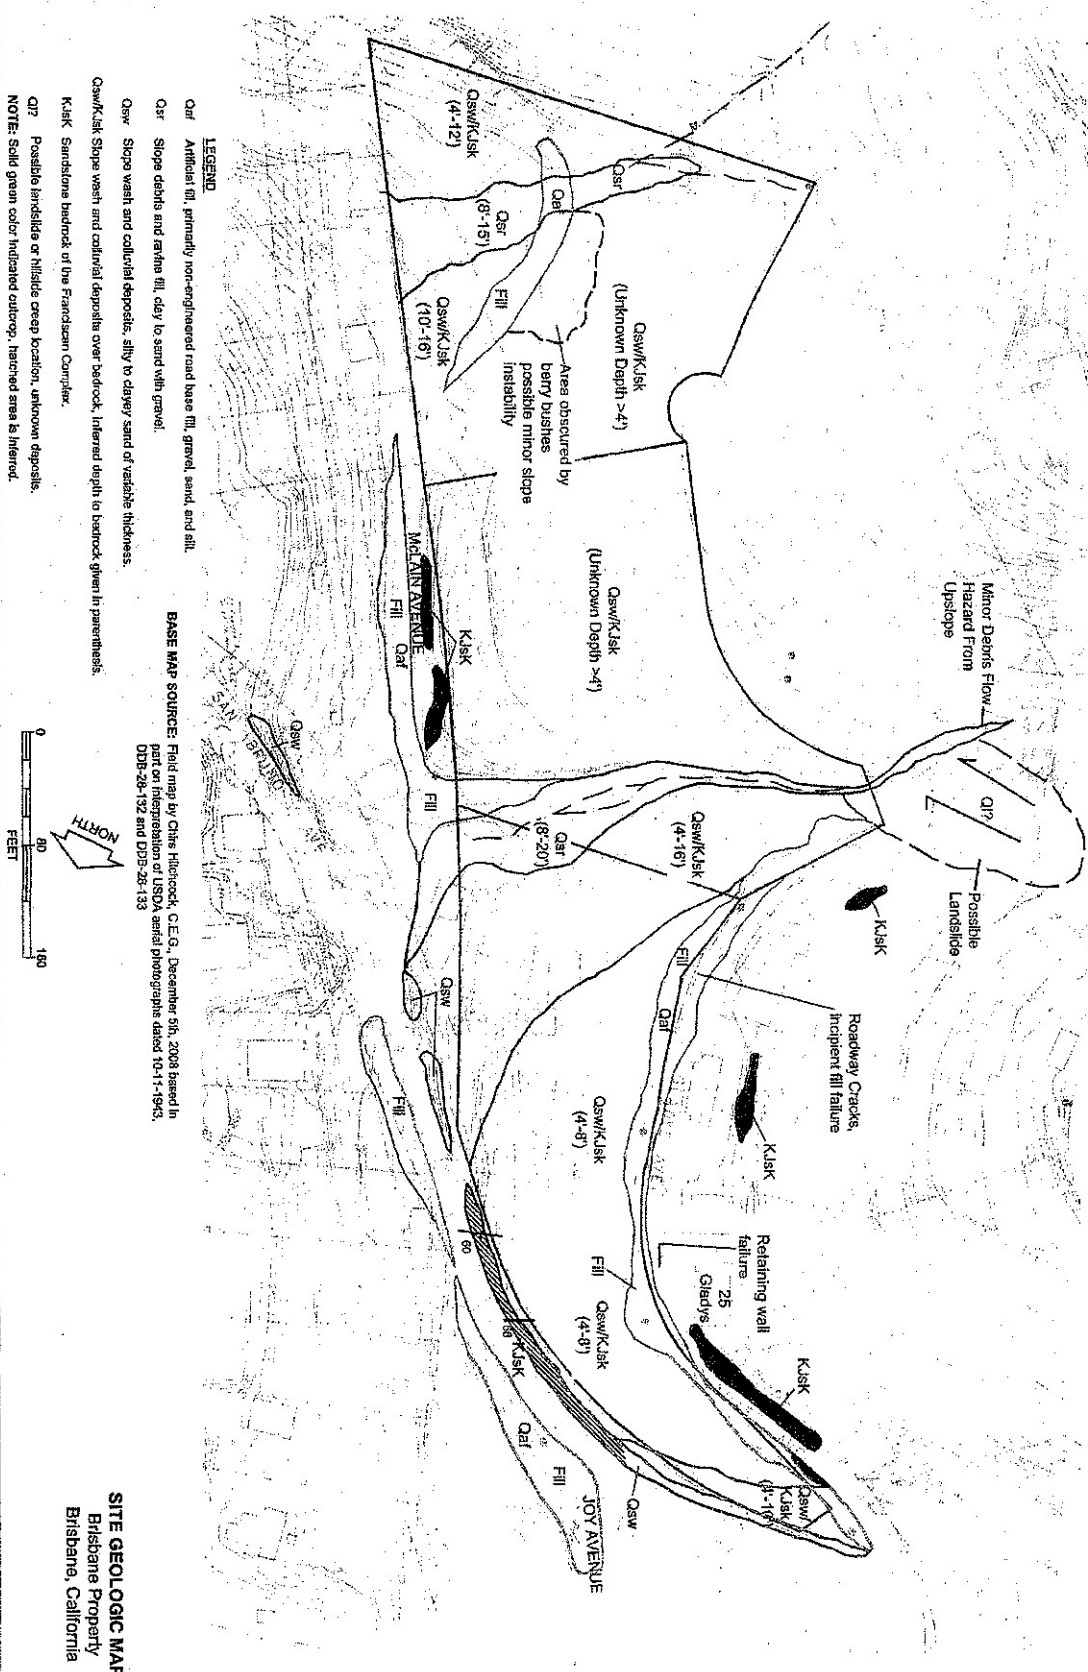 Qsw/KJsk
(4'-12')
Qsr
Qaf
Qsr
(8'-15')
Fill
Qsw/KJsk
(10'-16')
Qsw/KJsk
(Unknown Depth >4')
Area obscured by
berry bushes
possible minor slope
instability
Qsw/KJsk
(Unknown Depth >4')
Minor Debris Flow
Hazard From
Upslope
Ql?
Possible
Landslide
KJsK
McLAIN AVENUE
Fill
Qaf
KJsK
Qsw
SAN BRUNO
Fill
Qsr
(8'-20')
Qsw/KJsk
(4'-16')
Fill
Qaf
Roadway Cracks,
incipient fill failure
KJsK
Qsw
Fill
Qsw/KJsk
(4'-8')
Retaining wall
failure
25
Gladys
KJsK
Fill
Qsw/KJsk
(4'-8')
60
KJsK
Qaf
Fill
JOY AVENUE
Qsw
Qsw/
KJsk
LEGEND
Qaf Artificial fill, primarily non-engineered road base fill, gravel, sand, and silt.
Qsr Slope debris and ravine fill, clay to sand with gravel.
Qsw Slope wash and colluvial deposits, silty to clayey sand of variable thickness.
Qsw/KJsk Slope wash and colluvial deposits over bedrock, inferred depth to bedrock given in parenthesis.
KJsK Sandstone bedrock of the Franciscan Complex.
Ql? Possible landslide or hillside creep location, unknown deposits.
NOTE: Solid green color indicated outcrop, hatched area is inferred.
BASE MAP SOURCE: Field map by Chris Hitchcock, C.E.G., December 5th, 2008 based in
part on interpretation of USDA aerial photographs dated 10-11-1943,
DDB-28-132 and DDB-28-133
NORTH
0 80 160
FEET
SITE GEOLOGIC MAP
Brisbane Property
Brisbane, California